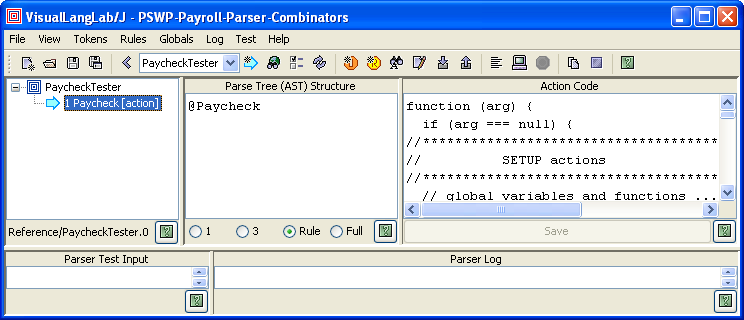 VisualLangLab/J - PSWP-Payroll-Parser-Combinators
File View Tokens Rules Globals Log Test Help
PaycheckTester
PaycheckTester
1 Paycheck [action]
Reference/PaycheckTester.0
Parse Tree (AST) Structure
@Paycheck
1 3 Rule Full
Action Code
function (arg) {
if (arg === null) {
//************************************
// SETUP actions
//************************************
// global variables and functions ...
Save
Parser Test Input
Parser Log